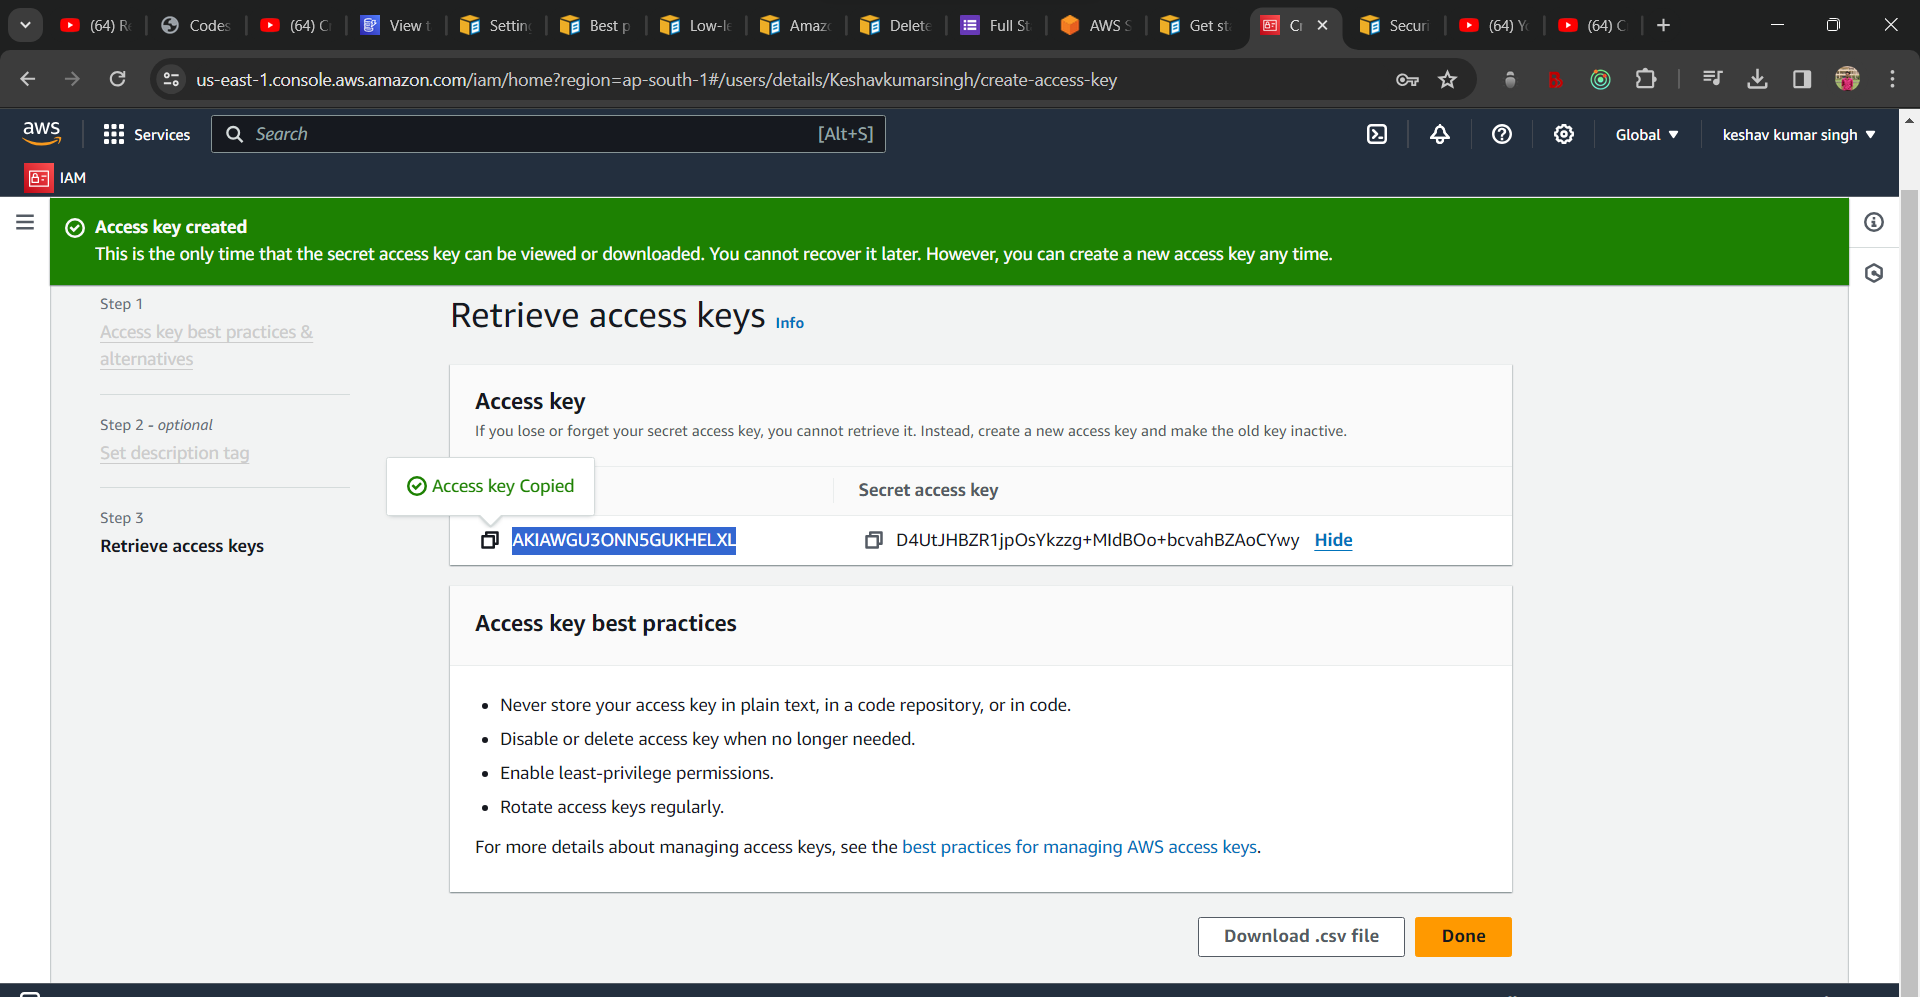 (64) R
Codes
(64) C
View t
Settin
Best p
Low-le
Amaz
Delete
Full St
AWS S
Get sta
Cr
Securi
(64) Y
(64) C
us-east-1.console.aws.amazon.com/iam/home?region=ap-south-1#/users/details/Keshavkumarsingh/create-access-key
aws
Services
Search
[Alt+S]
Global
keshav kumar singh
IAM
Access key created
This is the only time that the secret access key can be viewed or downloaded. You cannot recover it later. However, you can create a new access key any time.
Step 1
Access key best practices &
alternatives
Step 2 - optional
Set description tag
Step 3
Retrieve access keys
Retrieve access keys
Info
Access key
If you lose or forget your secret access key, you cannot retrieve it. Instead, create a new access key and make the old key inactive.
Access key Copied
Secret access key
AKIAWGU3ONN5GUKHELXL
Hide
Access key best practices
Never store your access key in plain text, in a code repository, or in code.
Disable or delete access key when no longer needed.
Enable least-privilege permissions.
Rotate access keys regularly.
For more details about managing access keys, see the best practices for managing AWS access keys.
Download .csv file
Done